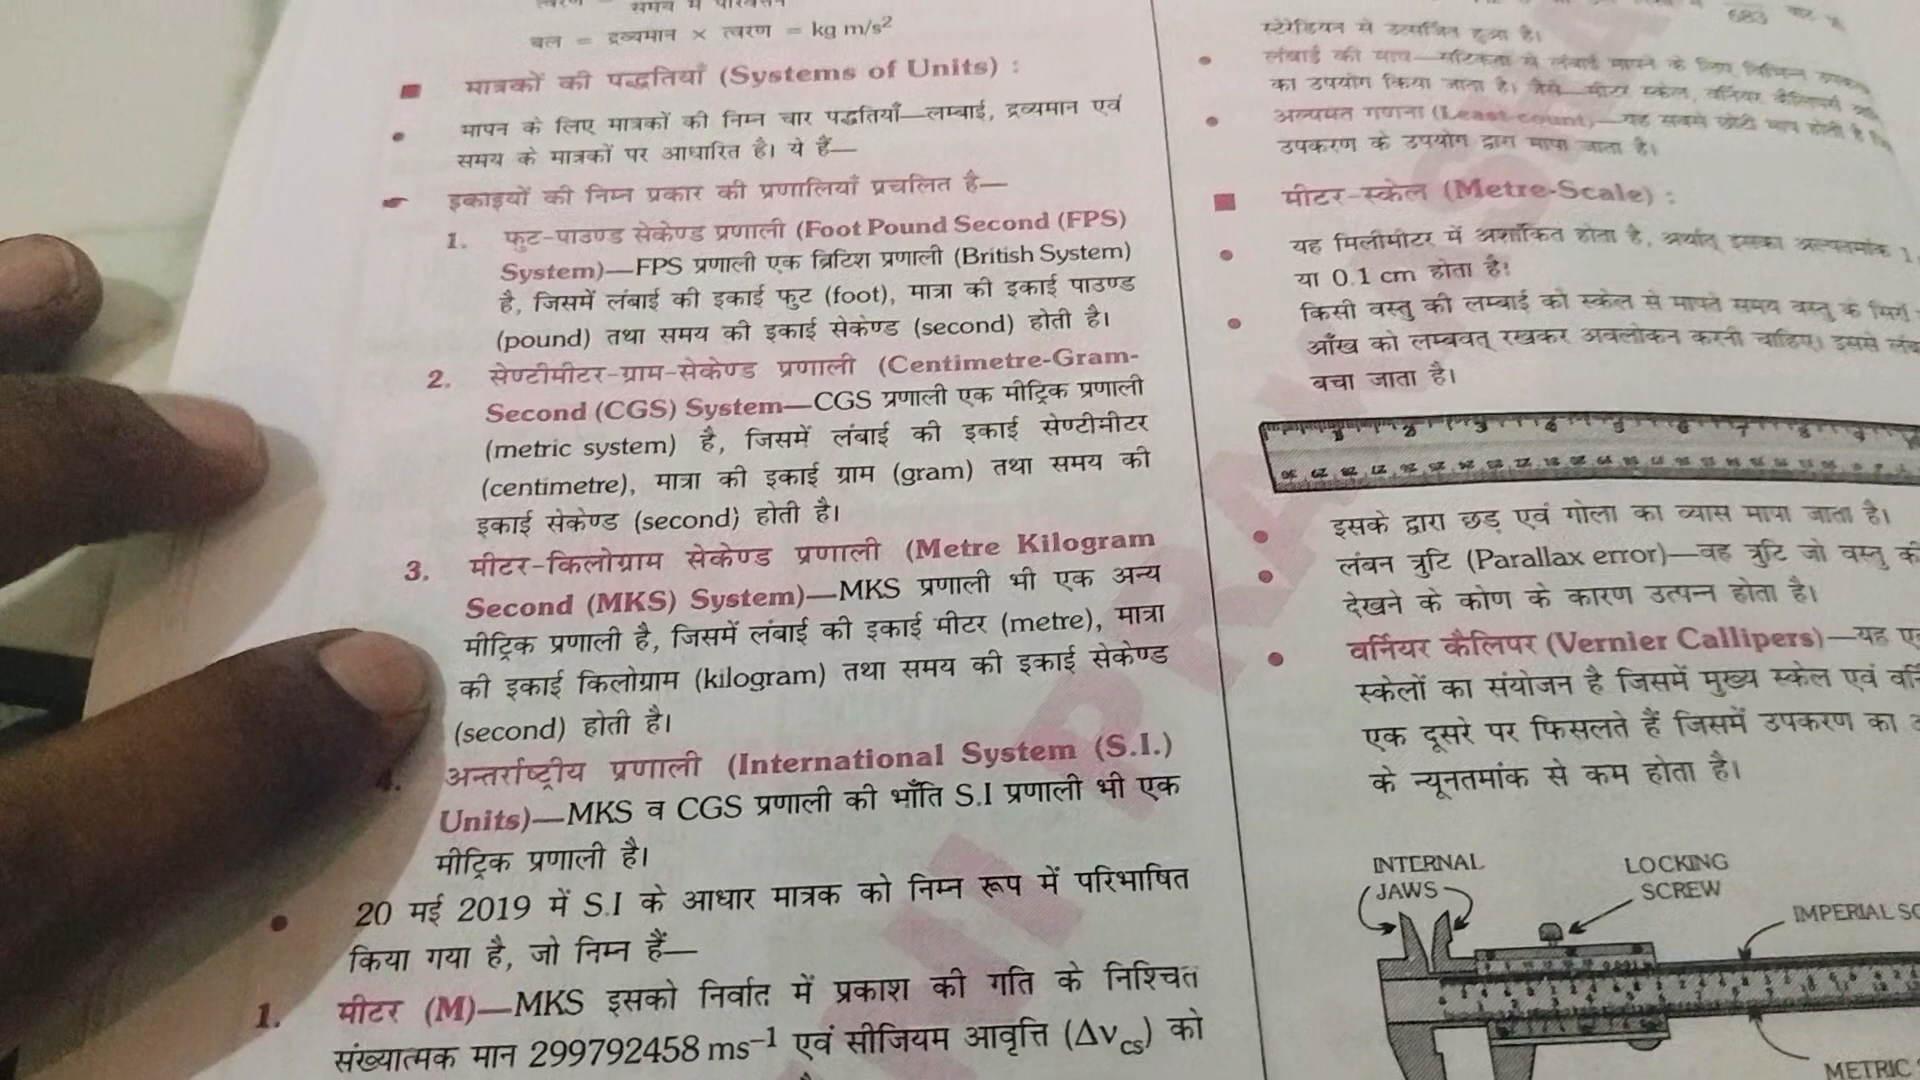 समय में
बल = द्रव्यमान × त्वरण = kg m/s²
मात्रकों की पद्धतियाँ (Systems of Units) :
मापन के लिए मात्रकों की निम्न चार पद्धतियाँ—लम्बाई, द्रव्यमान एवं
समय के मात्रकों पर आधारित है। ये हैं—
इकाइयों की निम्न प्रकार की प्रणालियाँ प्रचलित है—
1. फुट-पाउण्ड सेकेण्ड प्रणाली (Foot Pound Second (FPS)
System)—FPS प्रणाली एक ब्रिटिश प्रणाली (British System)
है, जिसमें लंबाई की इकाई फुट (foot), मात्रा की इकाई पाउण्ड
(pound) तथा समय की इकाई सेकेण्ड (second) होती है।
2. सेण्टीमीटर-ग्राम-सेकेण्ड प्रणाली (Centimetre-Gram-
Second (CGS) System—CGS प्रणाली एक मीट्रिक प्रणाली
(metric system) है, जिसमें लंबाई की इकाई सेण्टीमीटर
(centimetre), मात्रा की इकाई ग्राम (gram) तथा समय की
इकाई सेकेण्ड (second) होती है।
3. मीटर-किलोग्राम सेकेण्ड प्रणाली (Metre Kilogram
Second (MKS) System)—MKS प्रणाली भी एक अन्य
मीट्रिक प्रणाली है, जिसमें लंबाई की इकाई मीटर (metre), मात्रा
की इकाई किलोग्राम (kilogram) तथा समय की इकाई सेकेण्ड
(second) होती है।
4. अन्तर्राष्ट्रीय प्रणाली (International System (S.I.)
Units)—MKS व CGS प्रणाली की भाँति S.I प्रणाली भी एक
मीट्रिक प्रणाली है।
20 मई 2019 में S.I के आधार मात्रक को निम्न रूप में परिभाषित
किया गया है, जो निम्न हैं—
1. मीटर (M)—MKS इसको निर्वात में प्रकाश की गति के निश्चित
संख्यात्मक मान 299792458 ms⁻¹ एवं सीजियम आवृत्ति (Δνcs) को
683
स्टेरेडियन से उत्सर्जित हुआ है।
लंबाई की माप— से लंबाई मापने के लिए विभिन्न
का उपयोग किया जाता है। जैसे—मीटर स्केल, वर्नियर कैलिपर्स
अल्पमत गणना (Least count)—यह सबसे छोटी माप होती है
उपकरण के उपयोग द्वारा मापा जाता है।
मीटर-स्केल (Metre-Scale) :
यह मिलीमीटर में अशांकित होता है, अर्थात् इसका अल्पतमांक 1
या 0.1 cm होता है।
किसी वस्तु की लम्बाई को स्केल से मापते समय वस्तु के सिरों
आँख को लम्बवत् रखकर अवलोकन करनी चाहिए। इससे
बचा जाता है।
इसके द्वारा छड़ एवं गोला का व्यास मापा जाता है।
लंबन त्रुटि (Parallax error)—वह त्रुटि जो वस्तु की
देखने के कोण के कारण उत्पन्न होता है।
वर्नियर कैलिपर (Vernier Callipers)—यह
स्केलों का संयोजन है जिसमें मुख्य स्केल एवं
एक दूसरे पर फिसलते हैं जिसमें उपकरण का
के न्यूनतमांक से कम होता है।
INTERNAL
JAWS
LOCKING
SCREW
IMPERIAL
METRIC